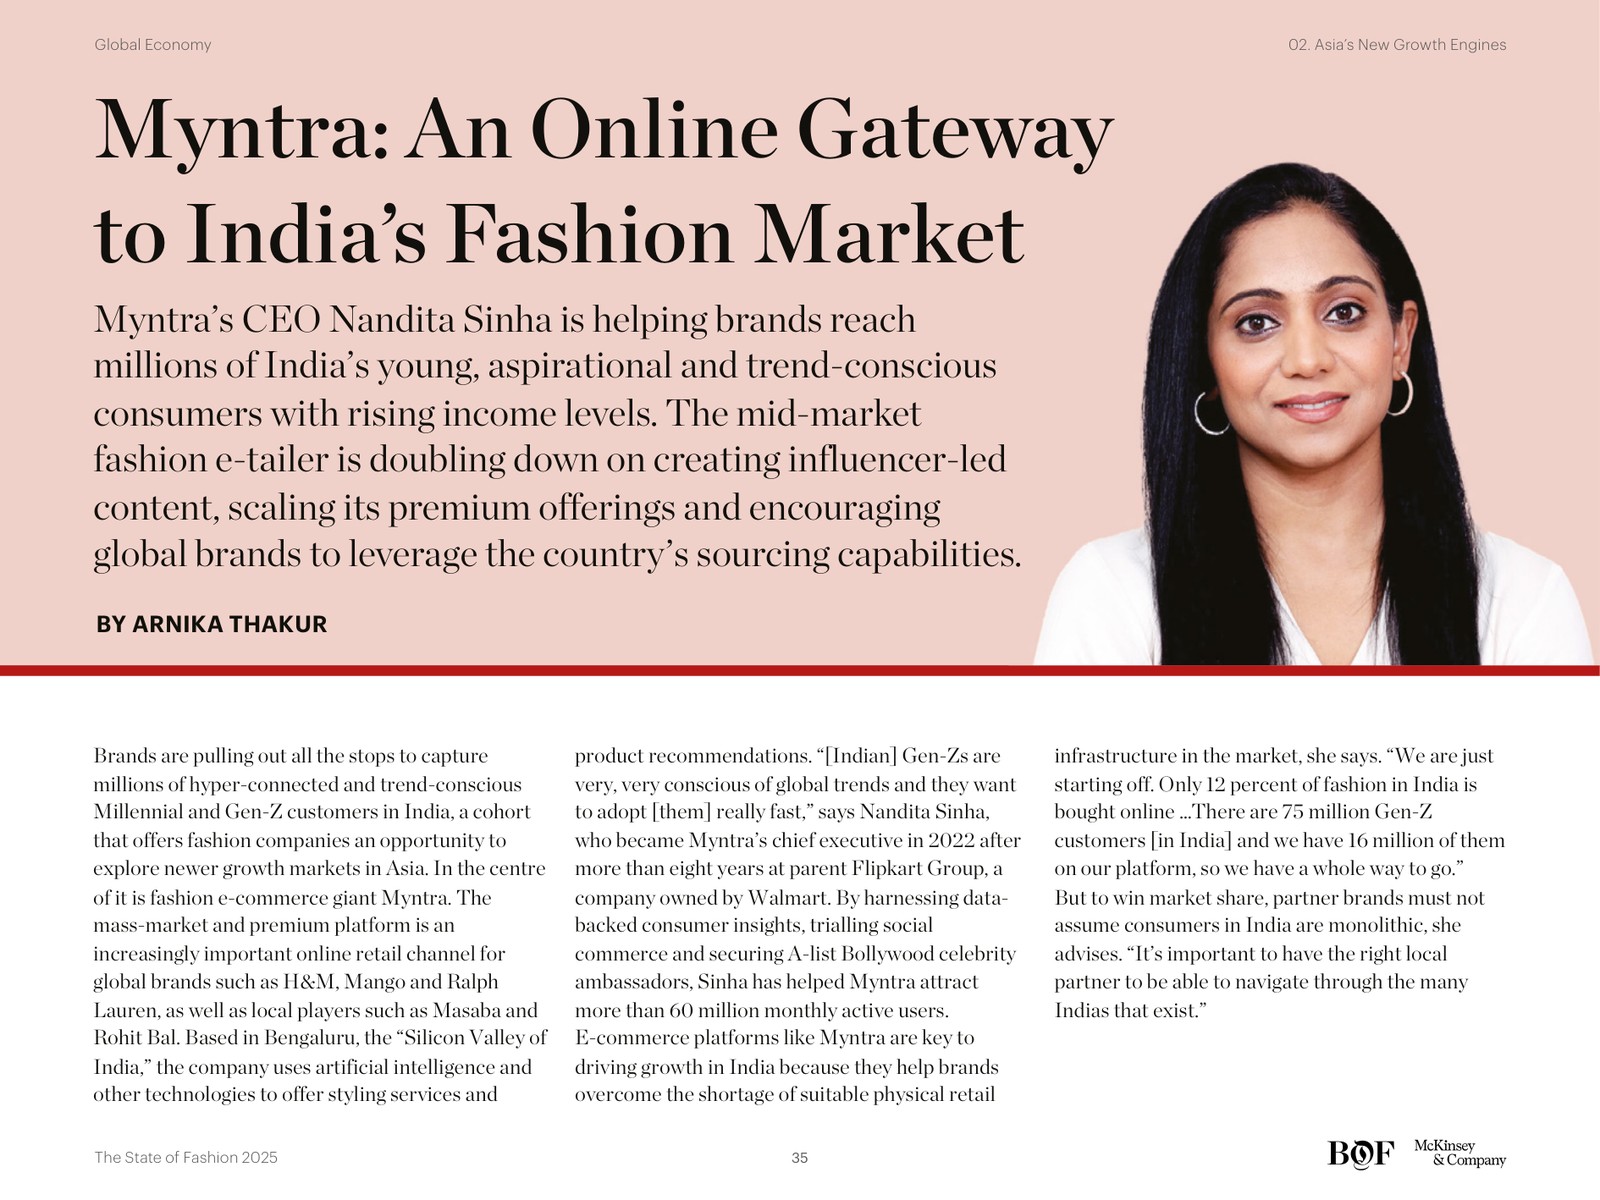 Global Economy
02. Asia’s New Growth Engines
Myntra: An Online Gateway
to India’s Fashion Market
Myntra’s CEO Nandita Sinha is helping brands reach
millions of India’s young, aspirational and trend-conscious
consumers with rising income levels. The mid-market
fashion e-tailer is doubling down on creating influencer-led
content, scaling its premium offerings and encouraging
global brands to leverage the country’s sourcing capabilities.
BY ARNIKA THAKUR
Brands are pulling out all the stops to capture
millions of hyper-connected and trend-conscious
Millennial and Gen-Z customers in India, a cohort
that offers fashion companies an opportunity to
explore newer growth markets in Asia. In the centre
of it is fashion e-commerce giant Myntra. The
mass-market and premium platform is an
increasingly important online retail channel for
global brands such as H&M, Mango and Ralph
Lauren, as well as local players such as Masaba and
Rohit Bal. Based in Bengaluru, the “Silicon Valley of
India,” the company uses artificial intelligence and
other technologies to offer styling services and
product recommendations. “[Indian] Gen-Zs are
very, very conscious of global trends and they want
to adopt [them] really fast,” says Nandita Sinha,
who became Myntra’s chief executive in 2022 after
more than eight years at parent Flipkart Group, a
company owned by Walmart. By harnessing data-
backed consumer insights, trialling social
commerce and securing A-list Bollywood celebrity
ambassadors, Sinha has helped Myntra attract
more than 60 million monthly active users.
E-commerce platforms like Myntra are key to
driving growth in India because they help brands
overcome the shortage of suitable physical retail
infrastructure in the market, she says. “We are just
starting off. Only 12 percent of fashion in India is
bought online ...There are 75 million Gen-Z
customers [in India] and we have 16 million of them
on our platform, so we have a whole way to go.”
But to win market share, partner brands must not
assume consumers in India are monolithic, she
advises. “It’s important to have the right local
partner to be able to navigate through the many
Indias that exist.”
The State of Fashion 2025
35
BOF
McKinsey
& Company